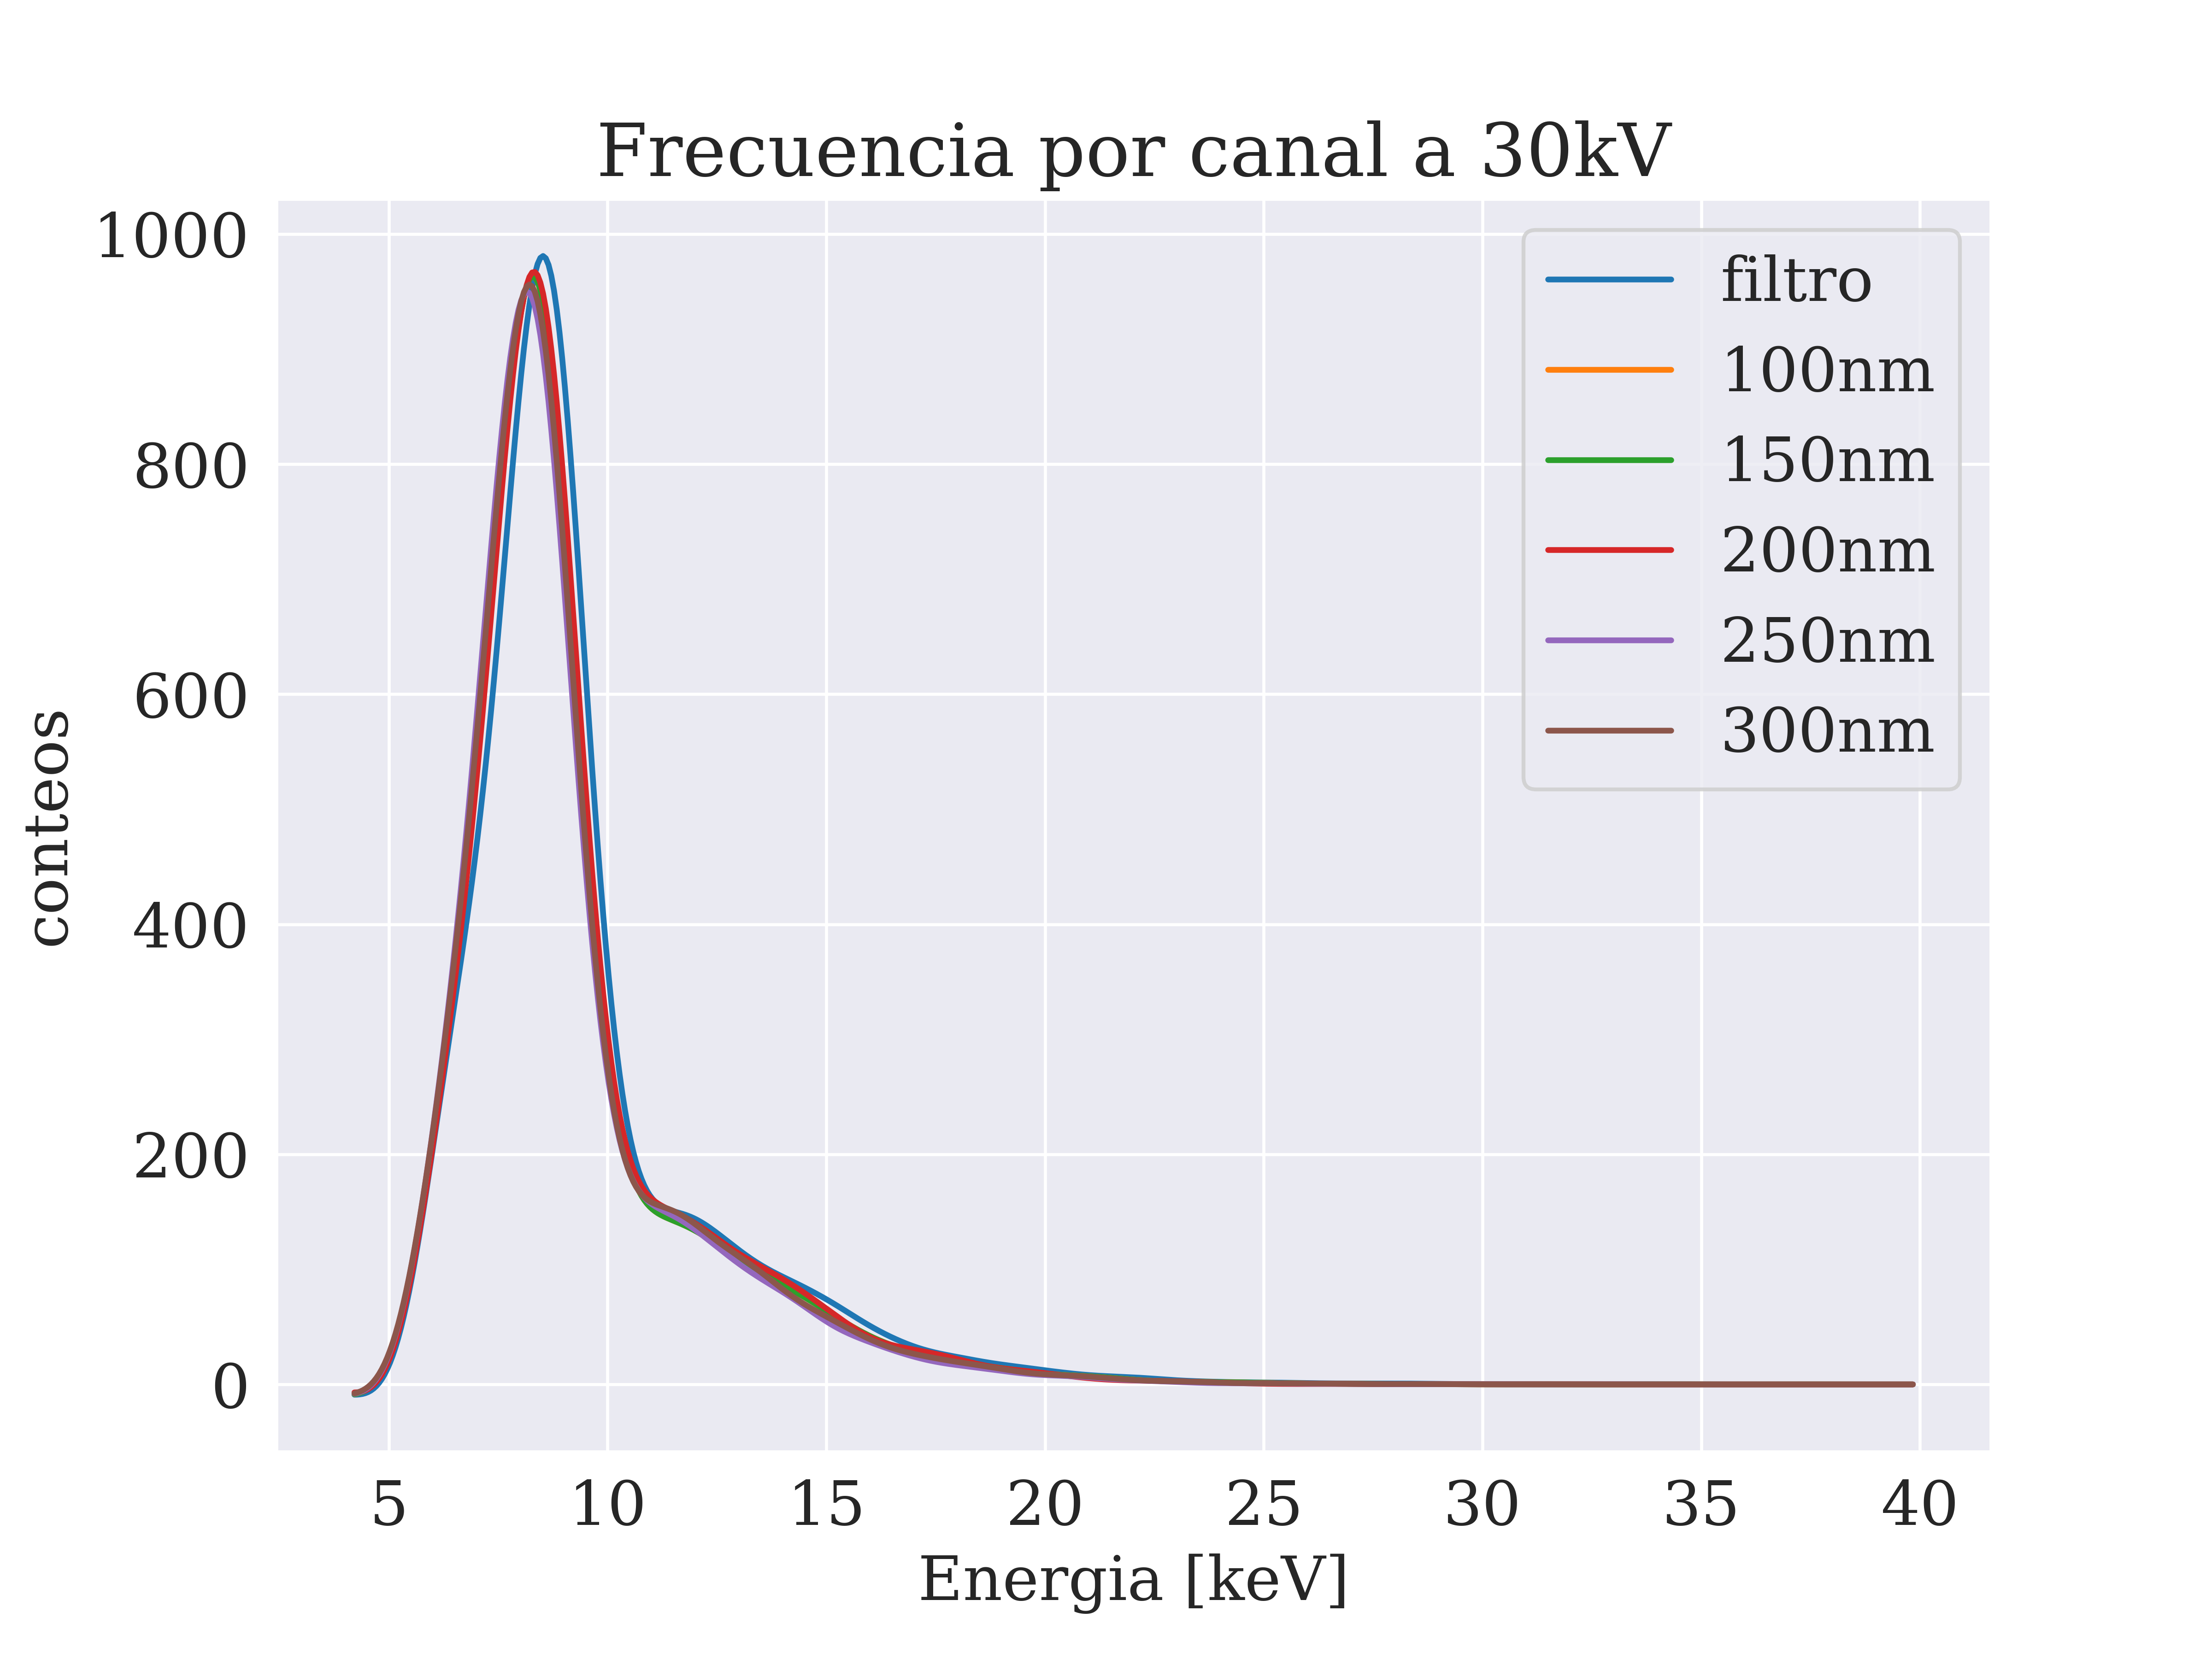 Frecuencia por canal a 30kV
1000
800
600
400
200
0
conteos
filtro
100nm
150nm
200nm
250nm
300nm
5 10 15 20 25 30 35 40
Energia [keV]